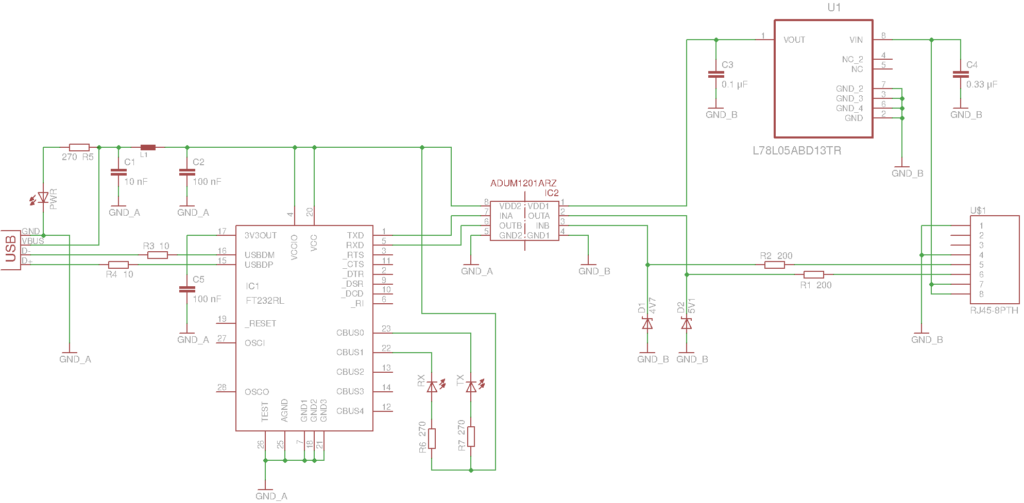 U1
1
VOUT
VIN
8
NC_2
4
NC
5
GND_2
7
GND_3
3
GND_4
6
GND
2
L78L05ABD13TR
C3
0.1 µF
GND_B
C4
0.33 µF
GND_B
GND_B
270 R5
L1
C1
10 nF
GND_A
C2
100 nF
GND_A
PWR
USB
GND
VBUS
D-
D+
R3 10
R4 10
GND_A
C5
100 nF
GND_A
4
20
VCCIO
VCC
17
3V3OUT
16
USBDM
15
USBDP
IC1
FT232RL
19
_RESET
27
OSCI
28
OSCO
TXD
1
RXD
5
_RTS
3
_CTS
11
_DTR
2
_DSR
9
_DCD
10
_RI
6
CBUS0
23
CBUS1
22
CBUS2
13
CBUS3
14
CBUS4
12
TEST
AGND
GND1
GND2
GND3
26
25
7
18
21
GND_A
RX
TX
R6 270
R7 270
ADUM1201ARZ
IC2
8
VDD2
VDD1
1
7
INA
OUTA
2
6
OUTB
INB
3
5
GND2
GND1
4
GND_A
GND_B
R2 200
R1 200
D1
4V7
D2
5V1
GND_B
GND_B
U$1
1
2
3
4
5
6
7
8
RJ45-8PTH
GND_B